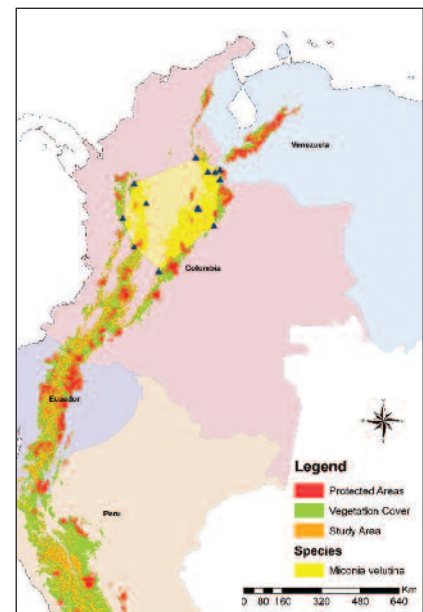 Venezuela
Colombia
Ecuador
Peru
Legend
Protected Areas
Vegetation Cover
Study Area
Species
Miconia velutina
Km
0 80 160 320 480 640